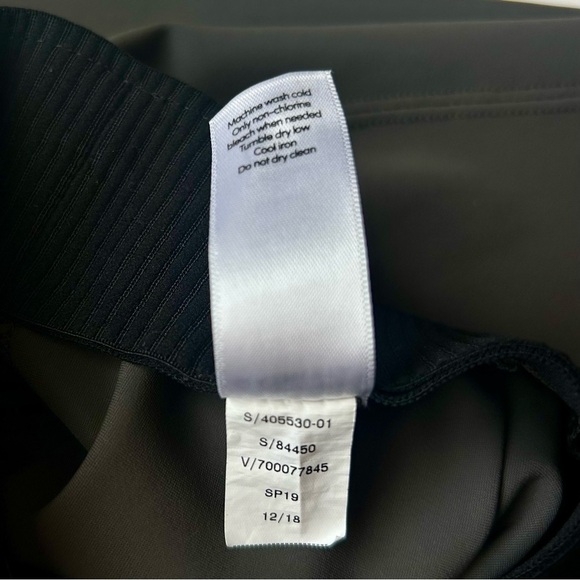 Machine wash cold
Only non-chlorine
bleach when needed
Tumble dry low
Cool iron
Do not dry clean
S/405530-01
S/84450
V/700077845
SP19
12/18